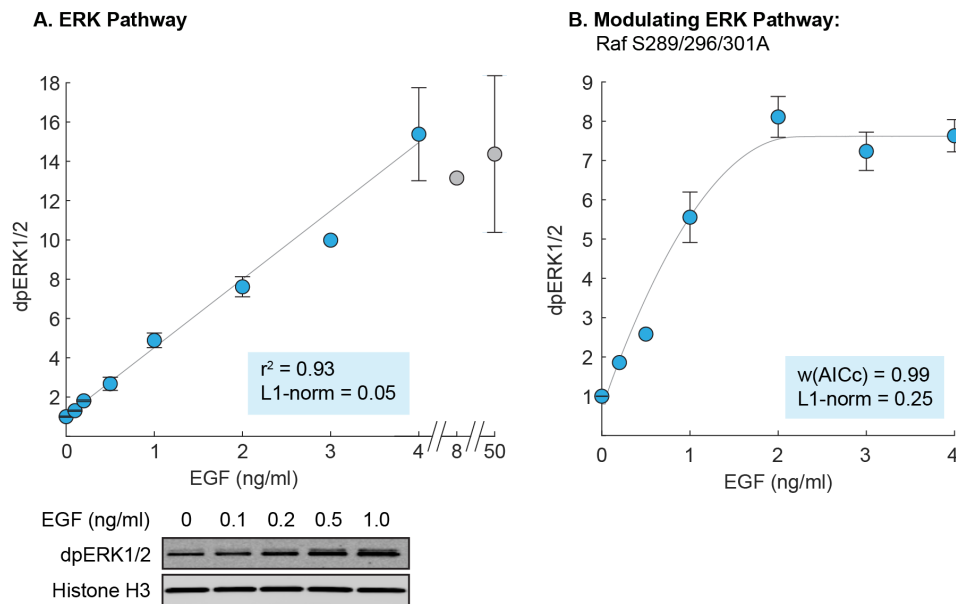 A. ERK Pathway
18
16
14
12
10
8
6
4
2
dpERK1/2
r² = 0.93
L1-norm = 0.05
0 1 2 3 4 8 50
EGF (ng/ml)
EGF (ng/ml) 0 0.1 0.2 0.5 1.0
dpERK1/2
Histone H3
B. Modulating ERK Pathway:
Raf S289/296/301A
9
8
7
6
5
4
3
2
1
dpERK1/2
w(AICc) = 0.99
L1-norm = 0.25
0 1 2 3 4
EGF (ng/ml)